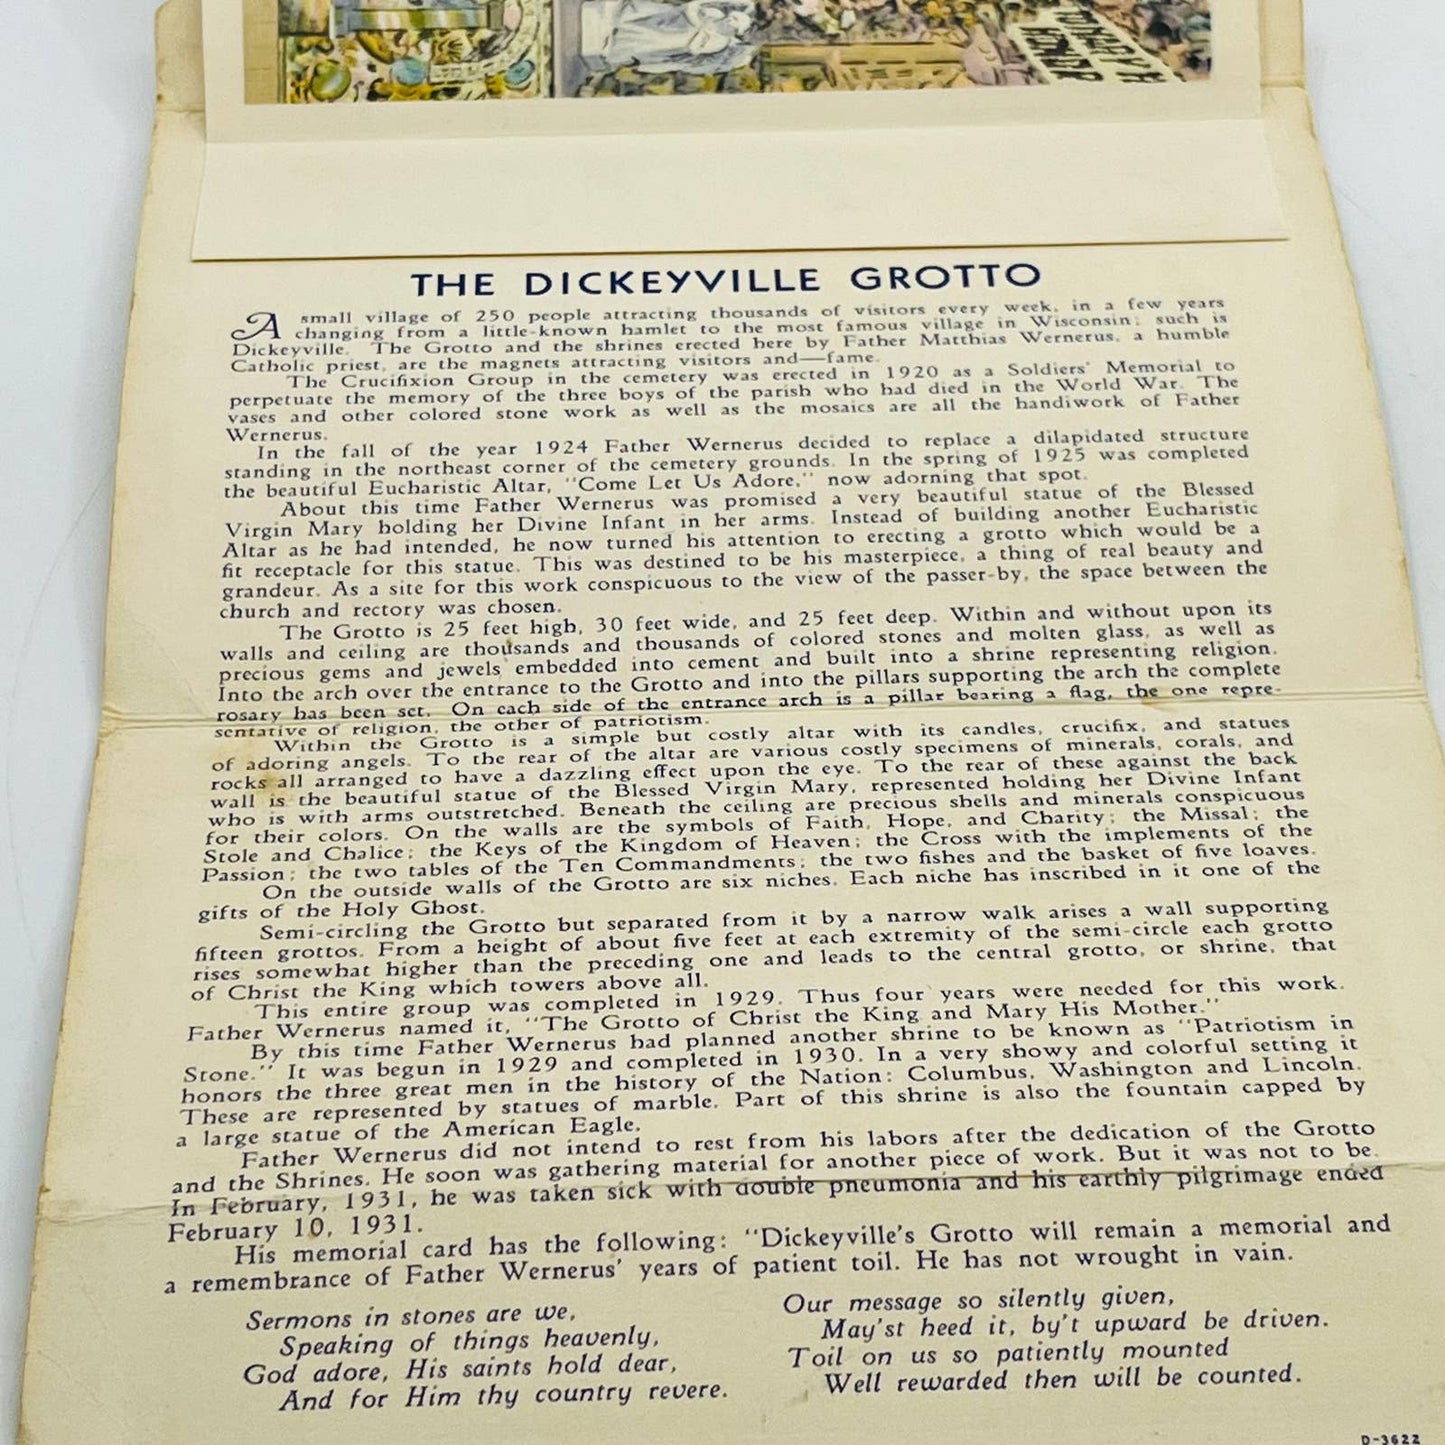 TO
JOSEPH
HONOR
THE DICKEYVILLE GROTTO
A small village of 250 people attracting thousands of visitors every week, in a few years
changing from a little-known hamlet to the most famous village in Wisconsin; such is
Dickeyville. The Grotto and the shrines erected here by Father Matthias Wernerus, a humble
Catholic priest, are the magnets attracting visitors and—fame.
The Crucifixion Group in the cemetery was erected in 1920 as a Soldiers' Memorial to
perpetuate the memory of the three boys of the parish who had died in the World War. The
vases and other colored stone work as well as the mosaics are all the handiwork of Father
Wernerus.
In the fall of the year 1924 Father Wernerus decided to replace a dilapidated structure
standing in the northeast corner of the cemetery grounds. In the spring of 1925 was completed
the beautiful Eucharistic Altar, "Come Let Us Adore," now adorning that spot.
About this time Father Wernerus was promised a very beautiful statue of the Blessed
Virgin Mary holding her Divine Infant in her arms. Instead of building another Eucharistic
Altar as he had intended, he now turned his attention to erecting a grotto which would be a
fit receptacle for this statue. This was destined to be his masterpiece, a thing of real beauty and
grandeur. As a site for this work conspicuous to the view of the passer-by, the space between the
church and rectory was chosen.
The Grotto is 25 feet high, 30 feet wide, and 25 feet deep. Within and without upon its
walls and ceiling are thousands and thousands of colored stones and molten glass, as well as
precious gems and jewels embedded into cement and built into a shrine representing religion.
Into the arch over the entrance to the Grotto and into the pillars supporting the arch the complete
rosary has been set. On each side of the entrance arch is a pillar bearing a flag, the one repre-
sentative of religion, the other of patriotism.
Within the Grotto is a simple but costly altar with its candles, crucifix, and statues
of adoring angels. To the rear of the altar are various costly specimens of minerals, corals, and
rocks all arranged to have a dazzling effect upon the eye. To the rear of these against the back
wall is the beautiful statue of the Blessed Virgin Mary, represented holding her Divine Infant
who is with arms outstretched. Beneath the ceiling are precious shells and minerals conspicuous
for their colors. On the walls are the symbols of Faith, Hope, and Charity; the Missal; the
Stole and Chalice; the Keys of the Kingdom of Heaven; the Cross with the implements of the
Passion; the two tables of the Ten Commandments; the two fishes and the basket of five loaves.
On the outside walls of the Grotto are six niches. Each niche has inscribed in it one of the
gifts of the Holy Ghost.
Semi-circling the Grotto but separated from it by a narrow walk arises a wall supporting
fifteen grottos. From a height of about five feet at each extremity of the semi-circle each grotto
rises somewhat higher than the preceding one and leads to the central grotto, or shrine, that
of Christ the King which towers above all.
This entire group was completed in 1929. Thus four years were needed for this work.
Father Wernerus named it, "The Grotto of Christ the King and Mary His Mother."
By this time Father Wernerus had planned another shrine to be known as "Patriotism in
Stone." It was begun in 1929 and completed in 1930. In a very showy and colorful setting it
honors the three great men in the history of the Nation: Columbus, Washington and Lincoln.
These are represented by statues of marble. Part of this shrine is also the fountain capped by
a large statue of the American Eagle.
Father Wernerus did not intend to rest from his labors after the dedication of the Grotto
and the Shrines. He soon was gathering material for another piece of work. But it was not to be.
In February, 1931, he was taken sick with double pneumonia and his earthly pilgrimage ended
February 10, 1931.
His memorial card has the following: "Dickeyville's Grotto will remain a memorial and
a remembrance of Father Wernerus' years of patient toil. He has not wrought in vain.
Sermons in stones are we,
Speaking of things heavenly,
God adore, His saints hold dear,
And for Him thy country revere.
Our message so silently given,
May'st heed it, by't upward be driven.
Toil on us so patiently mounted
Well rewarded then will be counted.
D-3622